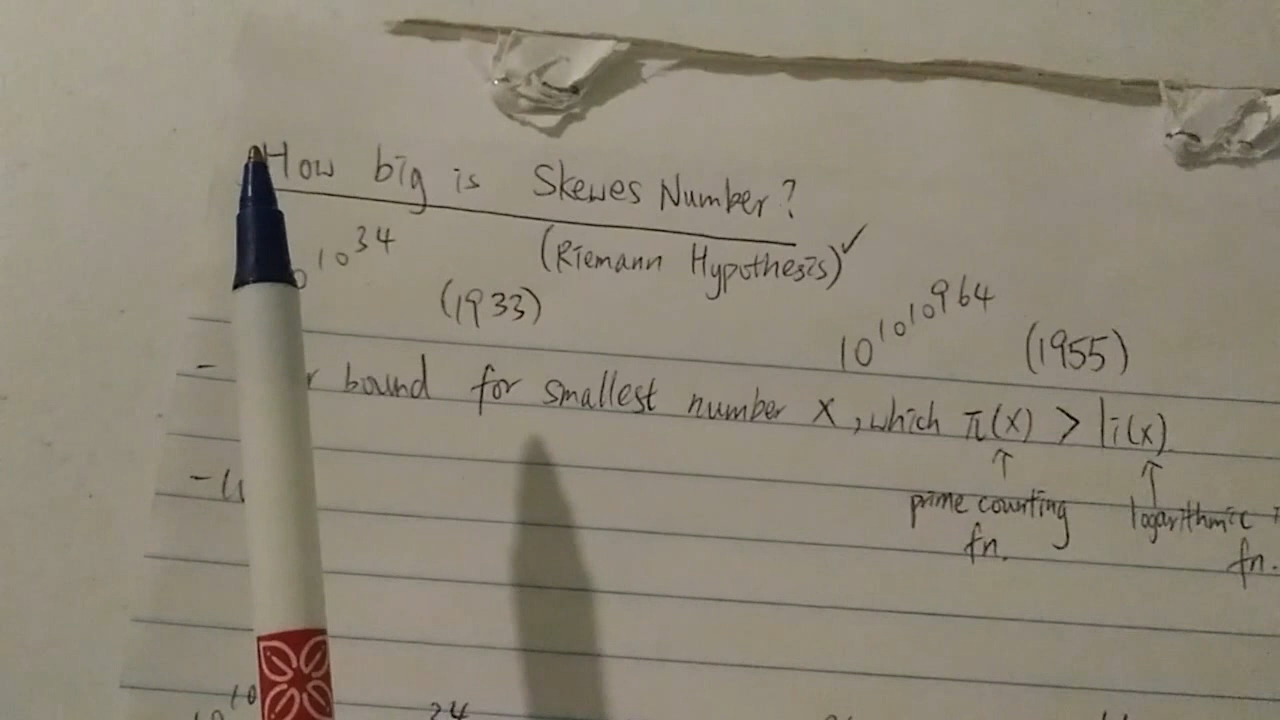 How big is Skewes Number?
10^34 (Riemann Hypothesis) ✓
(1933) 10^10^10^964 (1955)
- bound for smallest number x, which π(x) > li(x)
↑ ↑
prime counting fn. logarithmic fn.
10
34